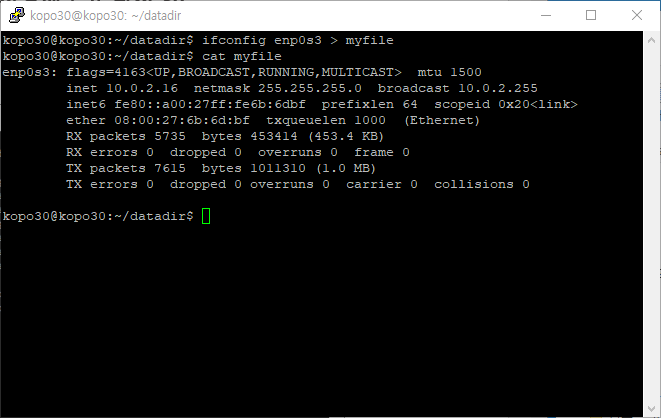 kopo30@kopo30: ~/datadir
kopo30@kopo30:~/datadir$ ifconfig enp0s3 > myfile
kopo30@kopo30:~/datadir$ cat myfile
enp0s3: flags=4163<UP,BROADCAST,RUNNING,MULTICAST>  mtu 1500
        inet 10.0.2.16  netmask 255.255.255.0  broadcast 10.0.2.255
        inet6 fe80::a00:27ff:fe6b:6dbf  prefixlen 64  scopeid 0x20<link>
        ether 08:00:27:6b:6d:bf  txqueuelen 1000  (Ethernet)
        RX packets 5735  bytes 453414 (453.4 KB)
        RX errors 0  dropped 0  overruns 0  frame 0
        TX packets 7615  bytes 1011310 (1.0 MB)
        TX errors 0  dropped 0 overruns 0  carrier 0  collisions 0
kopo30@kopo30:~/datadir$